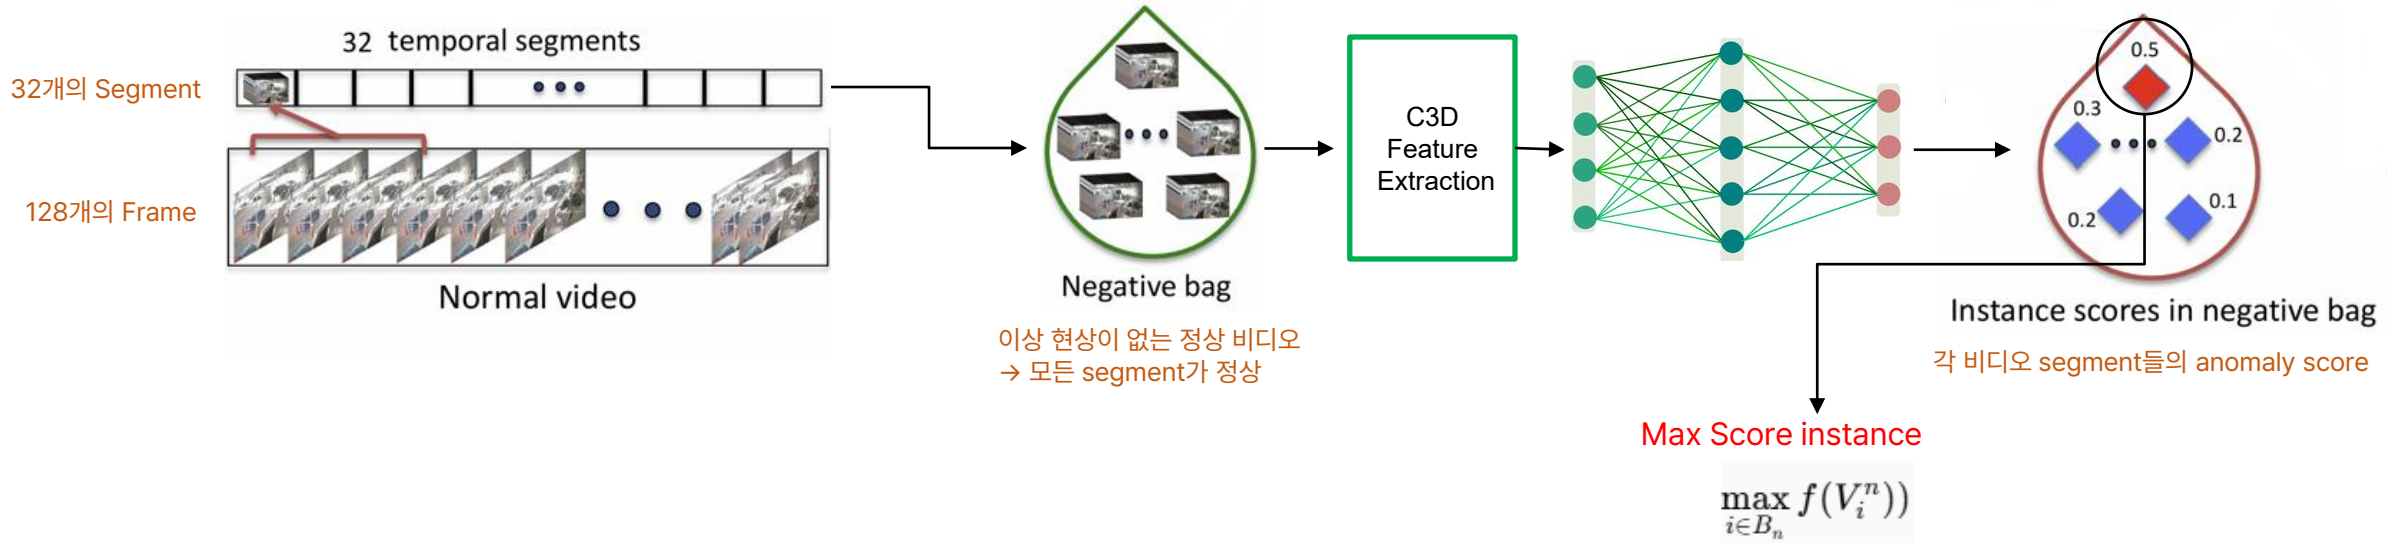 32 temporal segments
32개의 Segment
128개의 Frame
Normal video
Negative bag
이상 현상이 없는 정상 비디오
→ 모든 segment가 정상
C3D
Feature
Extraction
0.5
0.3
0.2
0.2
0.1
Instance scores in negative bag
각 비디오 segment들의 anomaly score
Max Score instance
max f(V_i^n))
i∈B_n